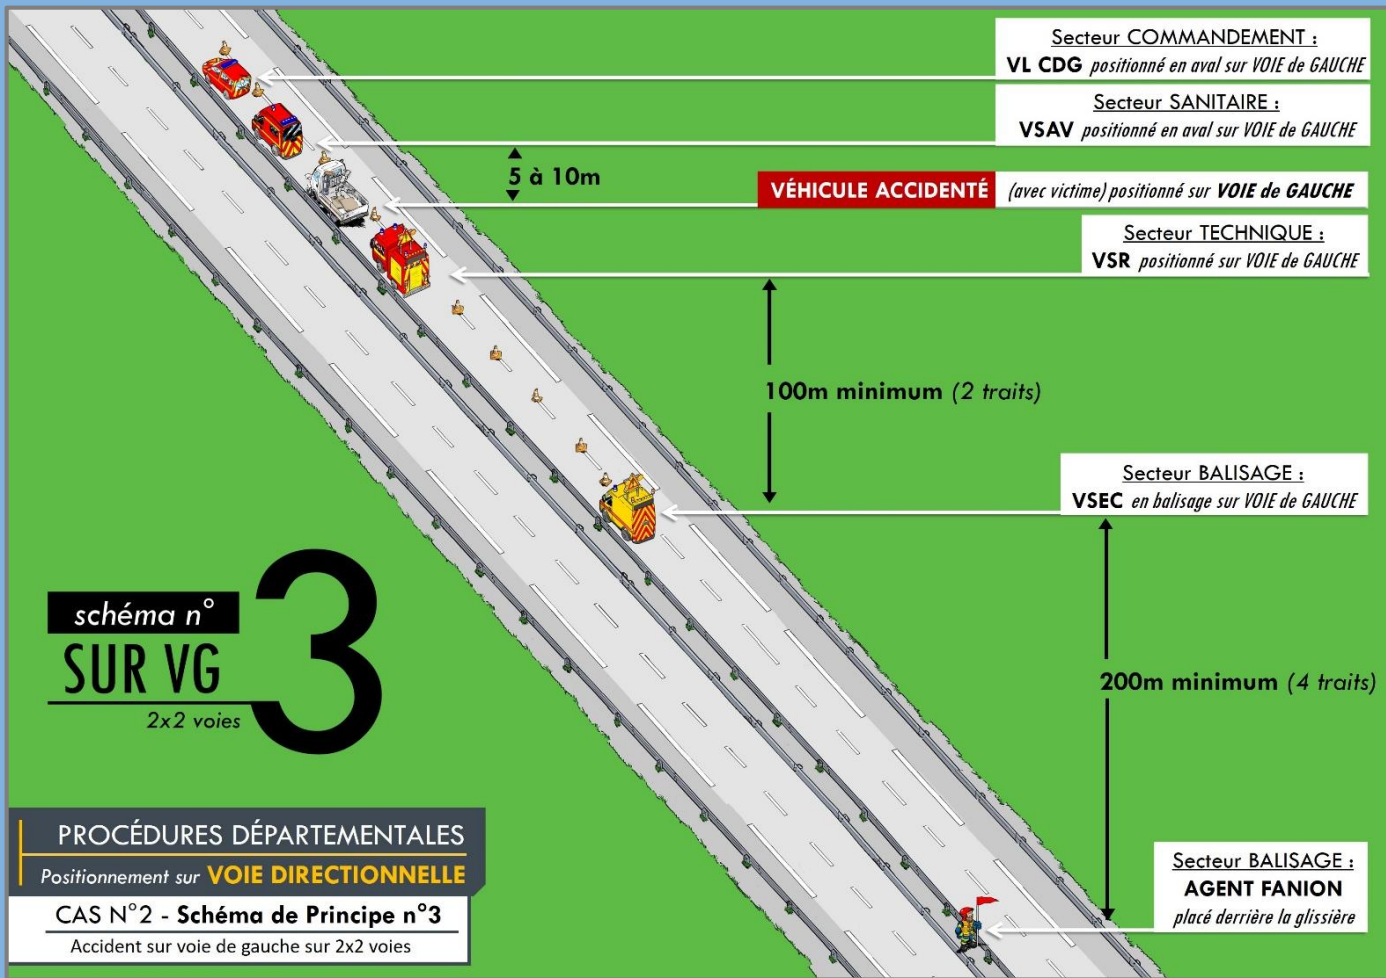 Secteur COMMANDEMENT :
VL CDG positionné en aval sur VOIE de GAUCHE
Secteur SANITAIRE :
VSAV positionné en aval sur VOIE de GAUCHE
5 à 10m
VÉHICULE ACCIDENTÉ (avec victime) positionné sur VOIE de GAUCHE
Secteur TECHNIQUE :
VSR positionné sur VOIE de GAUCHE
100m minimum (2 traits)
Secteur BALISAGE :
VSEC en balisage sur VOIE de GAUCHE
200m minimum (4 traits)
Secteur BALISAGE :
AGENT FANION
placé derrière la glissière
schéma n° 3
SUR VG
2x2 voies
PROCÉDURES DÉPARTEMENTALES
Positionnement sur VOIE DIRECTIONNELLE
CAS N°2 - Schéma de Principe n°3
Accident sur voie de gauche sur 2x2 voies